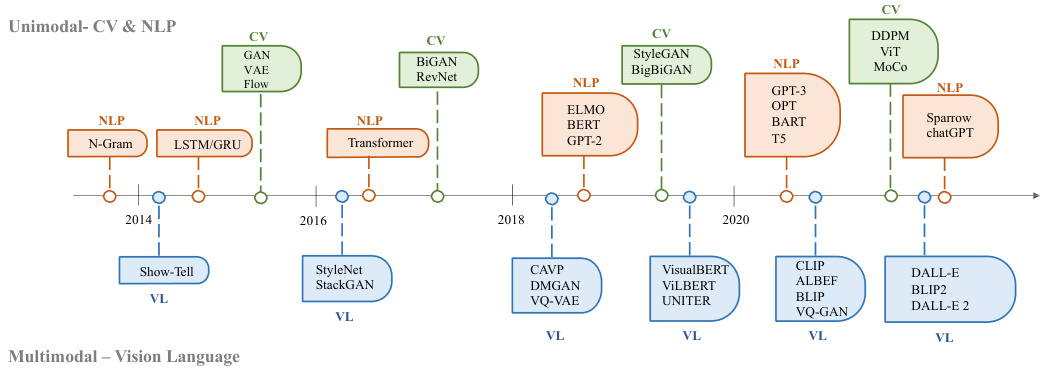 Unimodal- CV & NLP
CV
GAN
VAE
Flow
CV
BiGAN
RevNet
CV
StyleGAN
BigBiGAN
CV
DDPM
ViT
MoCo
NLP
N-Gram
NLP
LSTM/GRU
NLP
Transformer
NLP
ELMO
BERT
GPT-2
NLP
GPT-3
OPT
BART
T5
NLP
Sparrow
chatGPT
2014
2016
2018
2020
Show-Tell
VL
StyleNet
StackGAN
VL
CAVP
DMGAN
VQ-VAE
VL
VisualBERT
ViLBERT
UNITER
VL
CLIP
ALBEF
BLIP
VQ-GAN
VL
DALL-E
BLIP2
DALL-E 2
VL
Multimodal – Vision Language